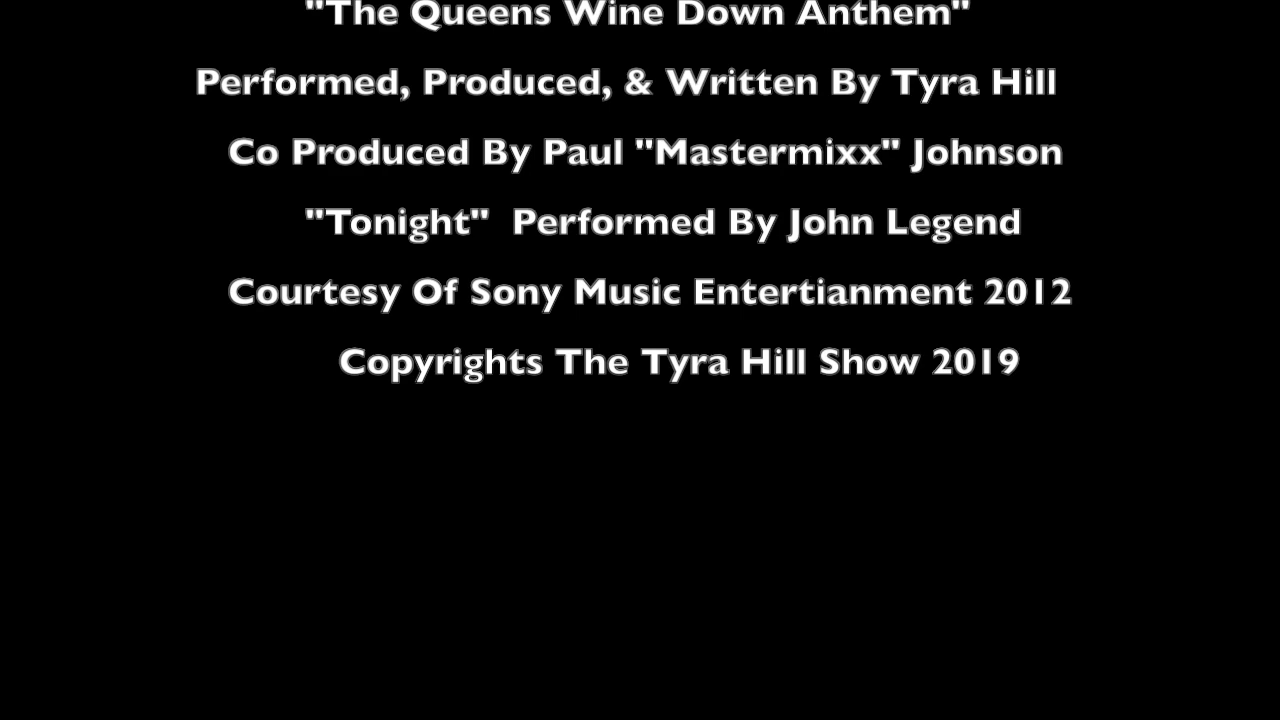 "The Queens Wine Down Anthem"
Performed, Produced, & Written By Tyra Hill
Co Produced By Paul "Mastermixx" Johnson
"Tonight"  Performed By John Legend
Courtesy Of Sony Music Entertianment 2012
Copyrights The Tyra Hill Show 2019